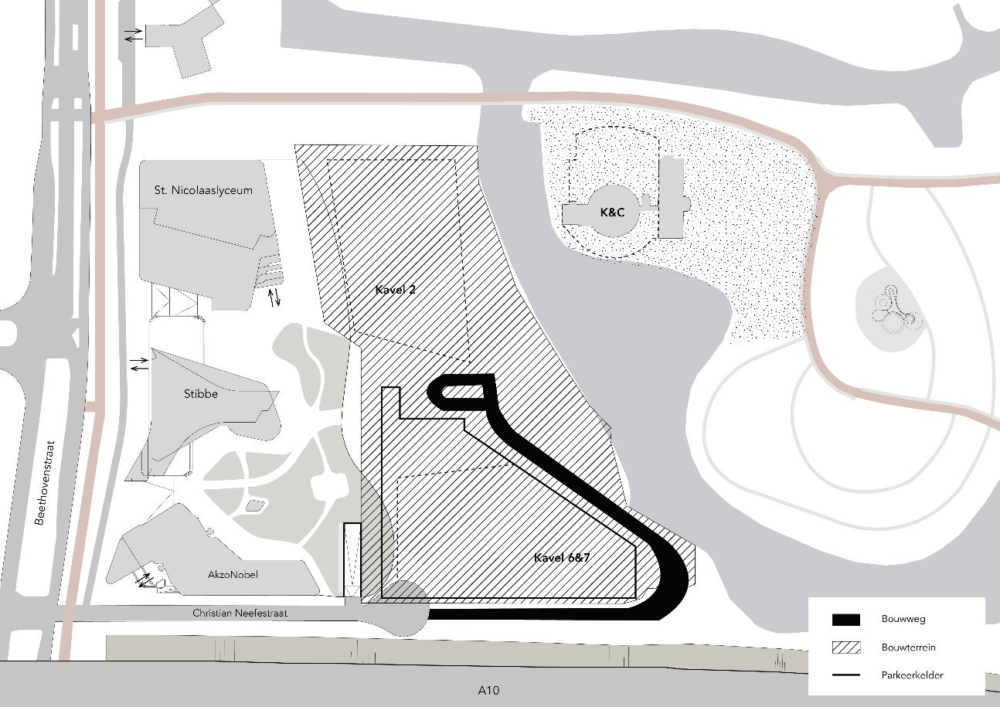 St. Nicolaaslyceum
K&C
Kavel 2
Stibbe
Beethovenstraat
Kavel 6&7
AkzoNobel
Christian Neefestraat
Bouwweg
Bouwterrein
Parkeerkelder
A10